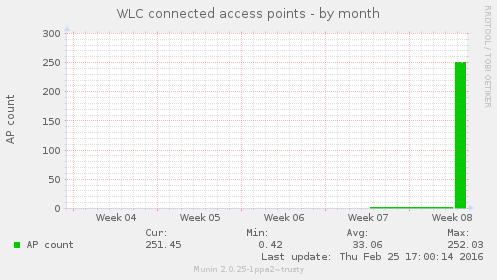 WLC connected access points - by month
RRDTOOL / TOBI OETIKER
AP count
300
250
200
150
100
50
0
Week 04 Week 05 Week 06 Week 07 Week 08
Cur: Min: Avg: Max:
AP count 251.45 0.42 33.06 252.03
Last update: Thu Feb 25 17:00:14 2016
Munin 2.0.25-1ppa2~trusty